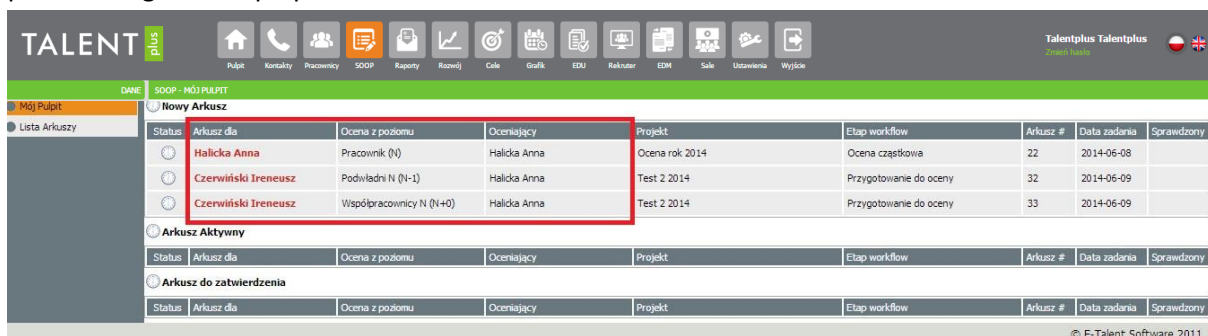 TALENT plus
Pulpit Kontakty Pracownicy SOOP Raporty Rozwój Cele Grafik EDU Rekruter EDM Sale Ustawienia Wyjście
Talentplus Talentplus
Zmień hasło
DANE SOOP - MÓJ PULPIT
Mój Pulpit
Lista Arkuszy
Nowy Arkusz
Status Arkusz dla Ocena z poziomu Oceniający Projekt Etap workflow Arkusz # Data zadania Sprawdzony
Halicka Anna Pracownik (N) Halicka Anna Ocena rok 2014 Ocena cząstkowa 22 2014-06-08
Czerwiński Ireneusz Podwładni N (N-1) Halicka Anna Test 2 2014 Przygotowanie do oceny 32 2014-06-09
Czerwiński Ireneusz Współpracownicy N (N+0) Halicka Anna Test 2 2014 Przygotowanie do oceny 33 2014-06-09
Arkusz Aktywny
Status Arkusz dla Ocena z poziomu Oceniający Projekt Etap workflow Arkusz # Data zadania Sprawdzony
Arkusz do zatwierdzenia
Status Arkusz dla Ocena z poziomu Oceniający Projekt Etap workflow Arkusz # Data zadania Sprawdzony
© E-Talent Software 2011